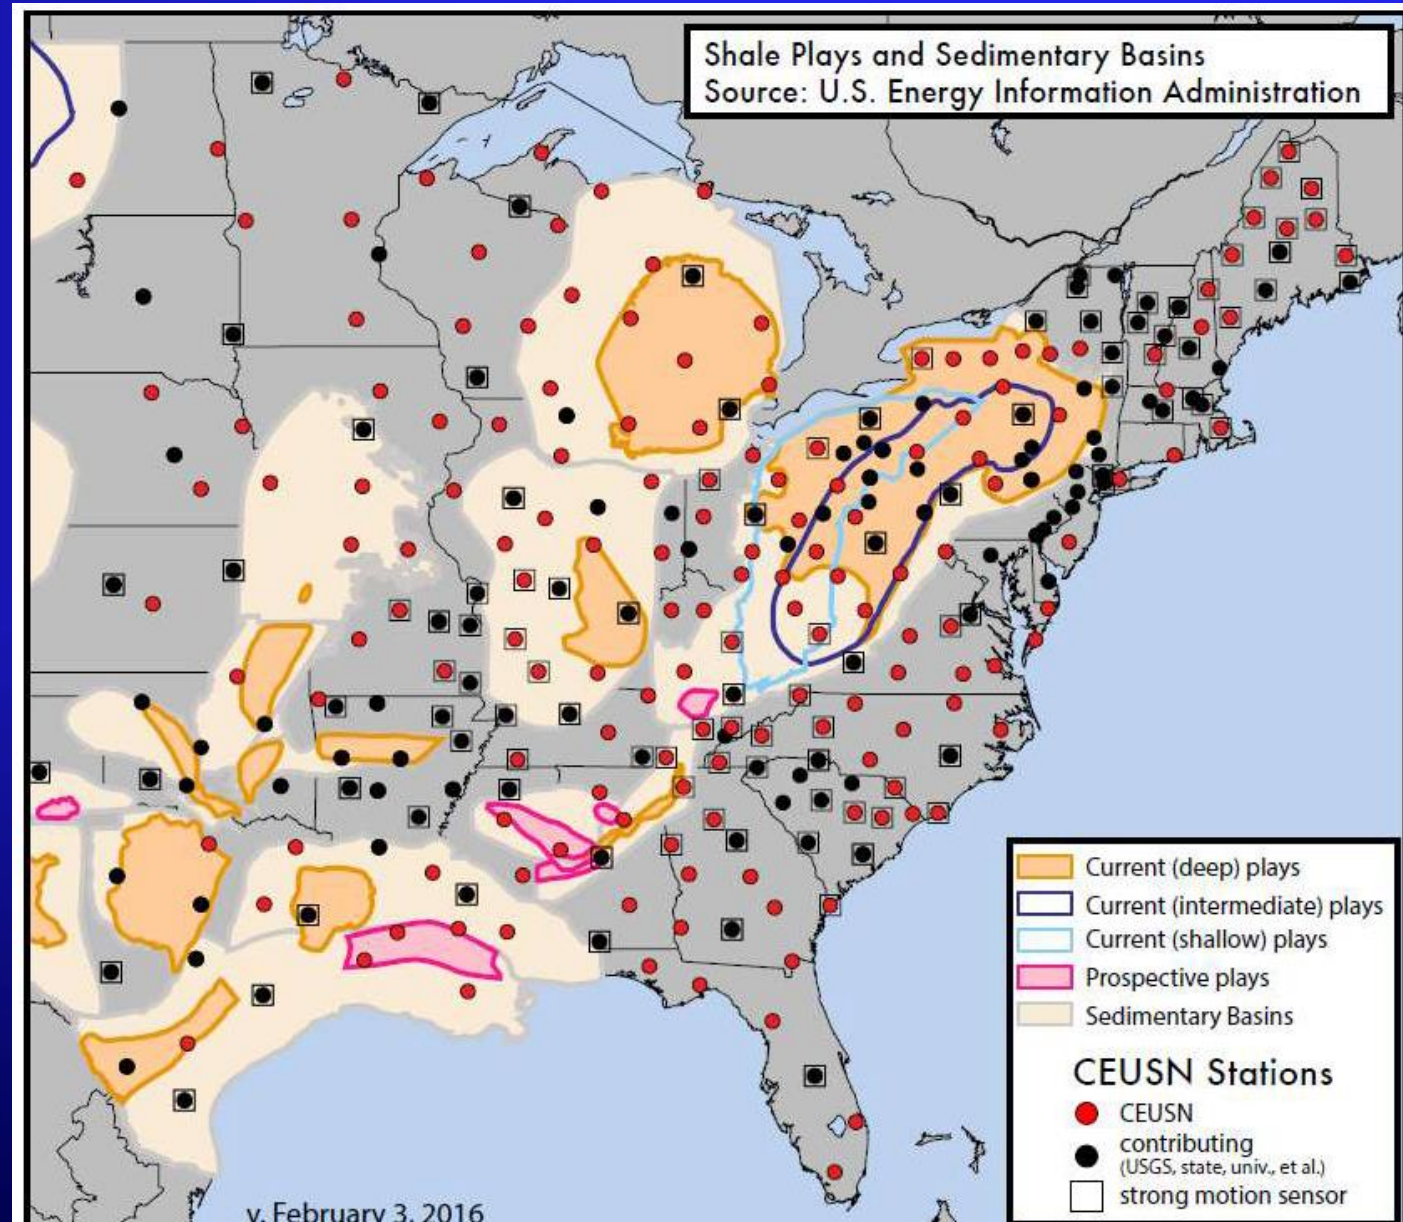 Shale Plays and Sedimentary Basins
Source: U.S. Energy Information Administration
Current (deep) plays
Current (intermediate) plays
Current (shallow) plays
Prospective plays
Sedimentary Basins
CEUSN Stations
CEUSN
contributing
(USGS, state, univ., et al.)
strong motion sensor
v. February 3, 2016